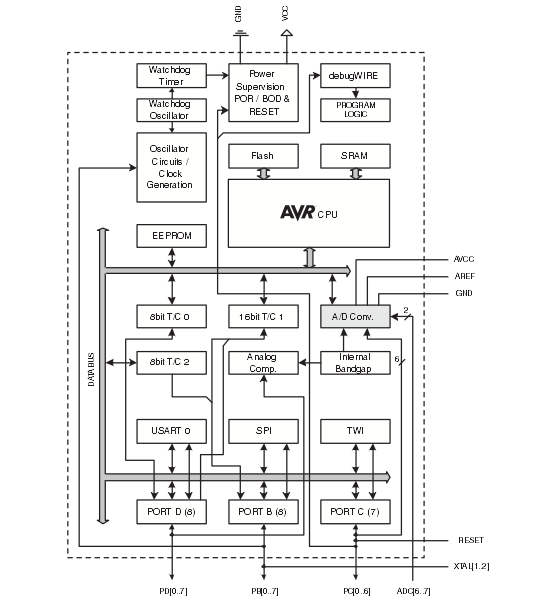 GND
VCC
Watchdog
Timer
Power
Supervision
POR / BOD &
RESET
debugWIRE
Watchdog
Oscillator
PROGRAM
LOGIC
Oscillator
Circuits /
Clock
Generation
Flash
SRAM
AVR CPU
EEPROM
AVCC
AREF
GND
8bit T/C 0
16bit T/C 1
A/D Conv.
2
DATABUS
8bit T/C 2
Analog
Comp.
Internal
Bandgap
6
USART 0
SPI
TWI
PORT D (8)
PORT B (8)
PORT C (7)
RESET
XTAL[1..2]
PD[0..7]
PB[0..7]
PC[0..6]
ADC[6..7]